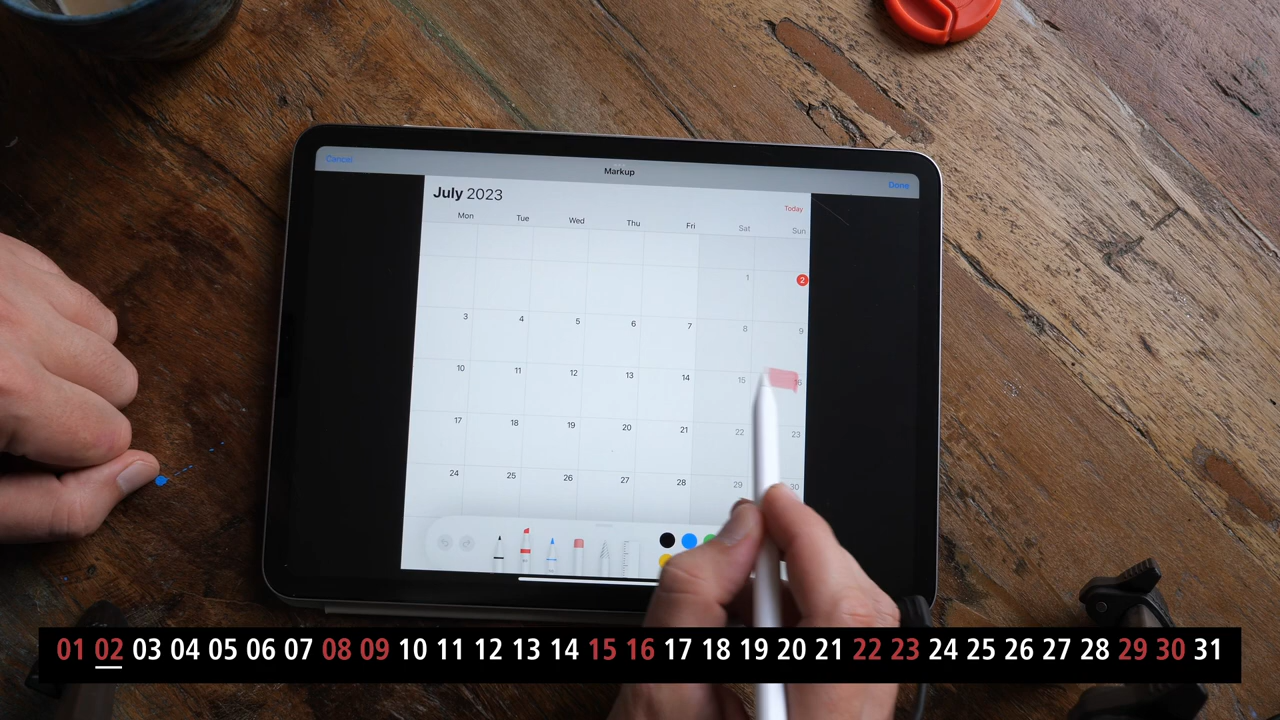 Cancel
Markup
Done
July 2023
Today
Mon Tue Wed Thu Fri Sat Sun
1 2
3 4 5 6 7 8 9
10 11 12 13 14 15 16
17 18 19 20 21 22 23
24 25 26 27 28 29 30
01 02 03 04 05 06 07 08 09 10 11 12 13 14 15 16 17 18 19 20 21 22 23 24 25 26 27 28 29 30 31